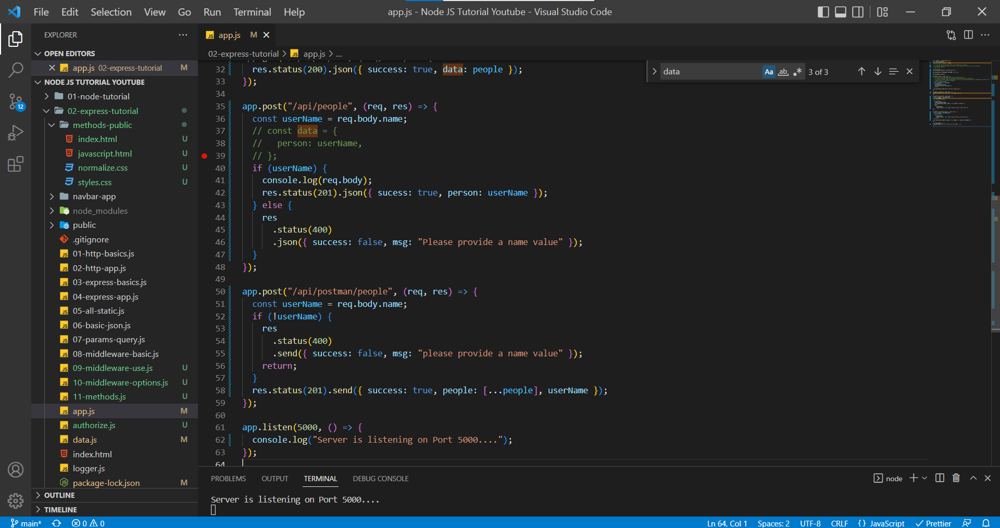 File Edit Selection View Go Run Terminal Help
app.js - Node JS Tutorial Youtube - Visual Studio Code
EXPLORER
OPEN EDITORS
app.js 02-express-tutorial M
NODE JS TUTORIAL YOUTUBE
01-node-tutorial
02-express-tutorial
methods-public
index.html U
javascript.html U
normalize.css U
styles.css U
navbar-app
node_modules
public
.gitignore
01-http-basics.js
02-http-app.js
03-express-basics.js
04-express-app.js
05-all-static.js
06-basic-json.js
07-params-query.js
08-middleware-basic.js
09-middleware-use.js U
10-middleware-options.js U
11-methods.js U
app.js M
authorize.js U
data.js M
index.html
logger.js
package-lock.json M
OUTLINE
TIMELINE
12
app.js M
02-express-tutorial > app.js > ...
data Aa ab 3 of 3
32 res.status(200).json({ success: true, data: people });
33 });
34
35 app.post("/api/people", (req, res) => {
36 const userName = req.body.name;
37 // const data = {
38 // person: userName,
39 // };
40 if (userName) {
41 console.log(req.body);
42 res.status(201).json({ sucess: true, person: userName });
43 } else {
44 res
45 .status(400)
46 .json({ success: false, msg: "Please provide a name value" });
47 }
48 });
49
50 app.post("/api/postman/people", (req, res) => {
51 const userName = req.body.name;
52 if (!userName) {
53 res
54 .status(400)
55 .send({ success: false, msg: "please provide a name value" });
56 return;
57 }
58 res.status(201).send({ success: true, people: [...people], userName });
59 });
60
61 app.listen(5000, () => {
62 console.log("Server is listening on Port 5000....");
63 });
64
PROBLEMS OUTPUT TERMINAL DEBUG CONSOLE
node
Server is listening on Port 5000....
main* 0 0
Ln 64, Col 1 Spaces: 2 UTF-8 CRLF {} JavaScript Prettier